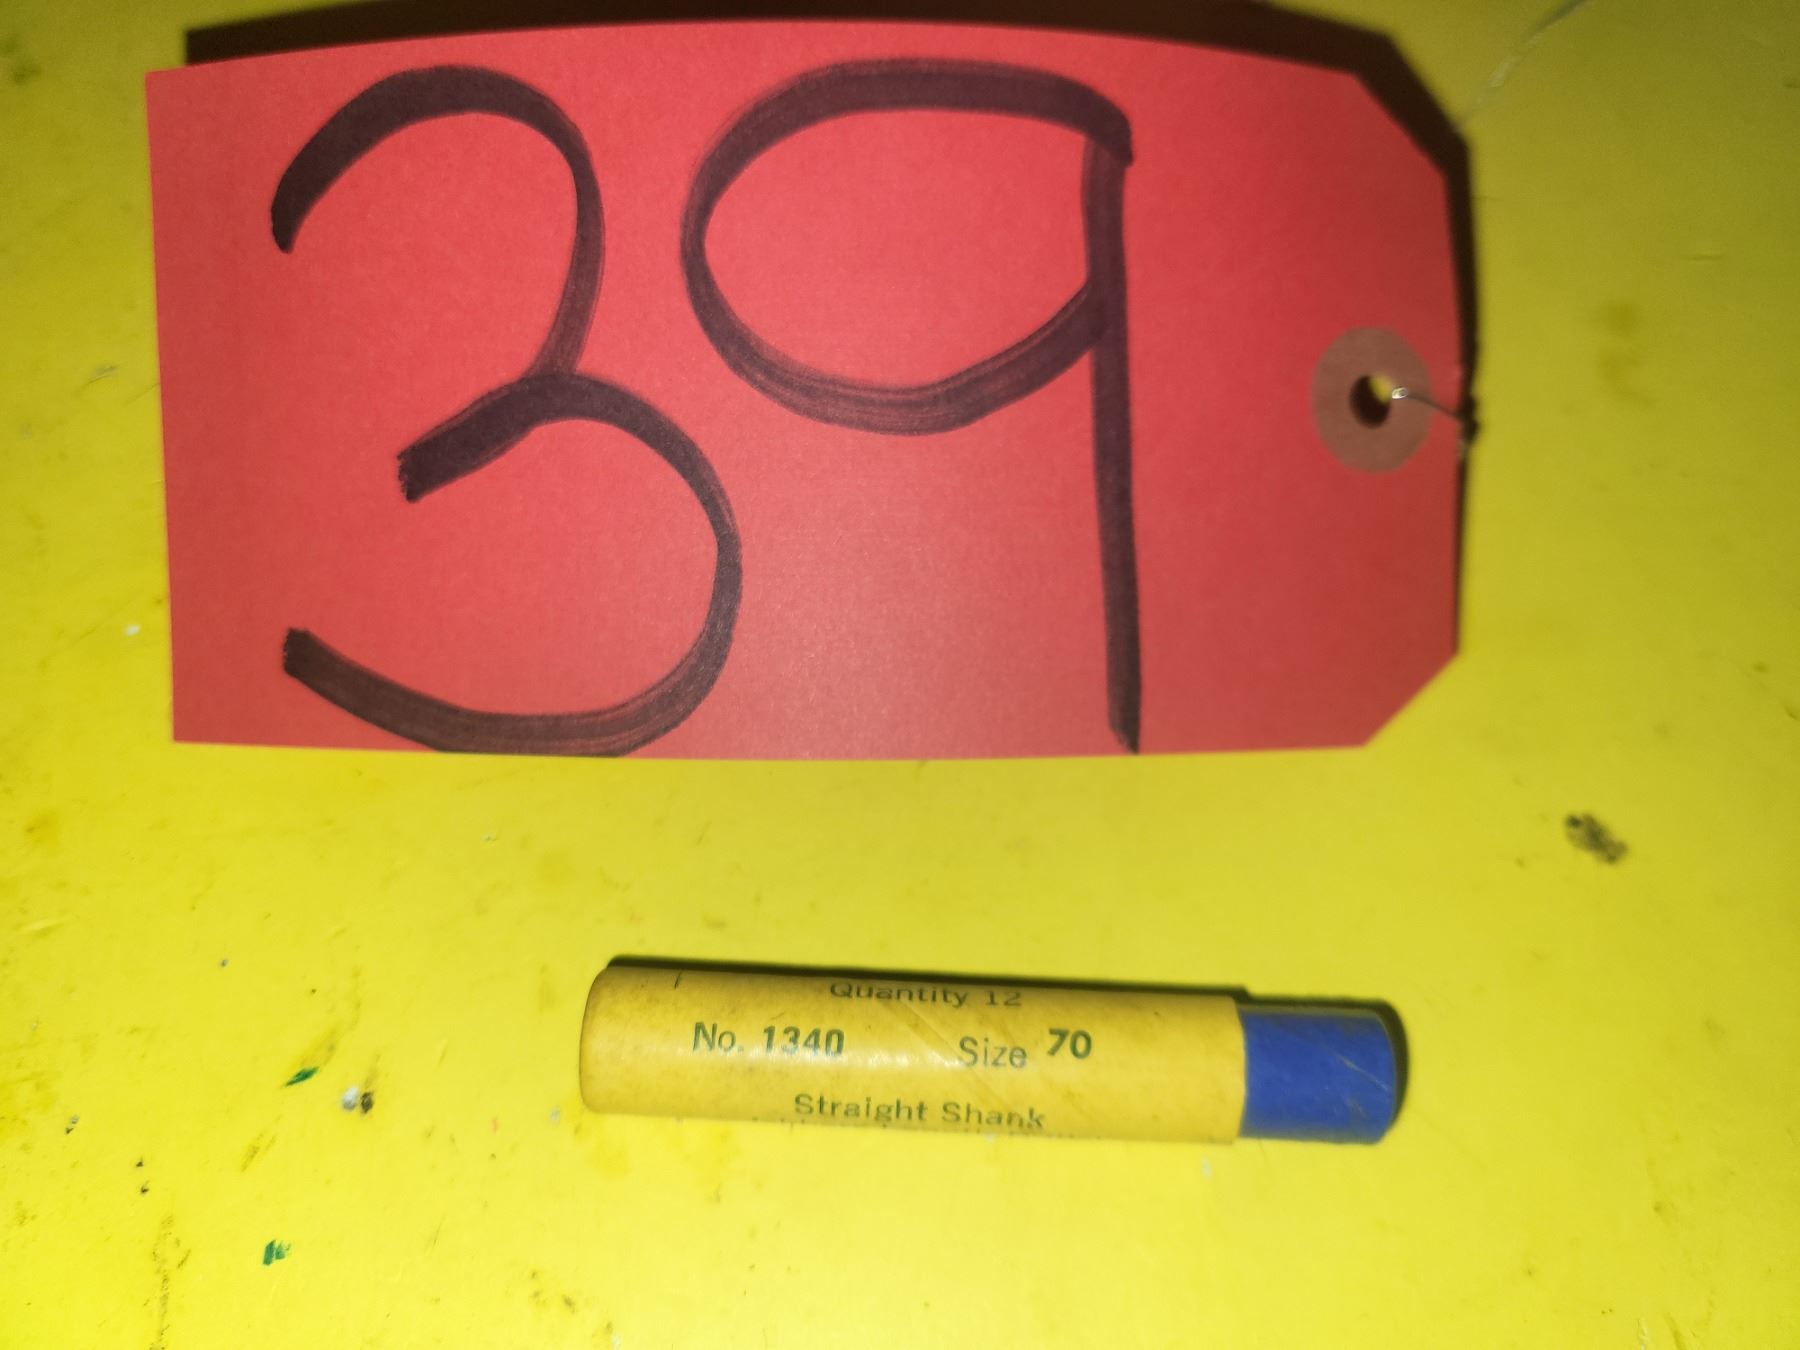 39
Quantity 12
No. 1340 Size 70
Straight Shank